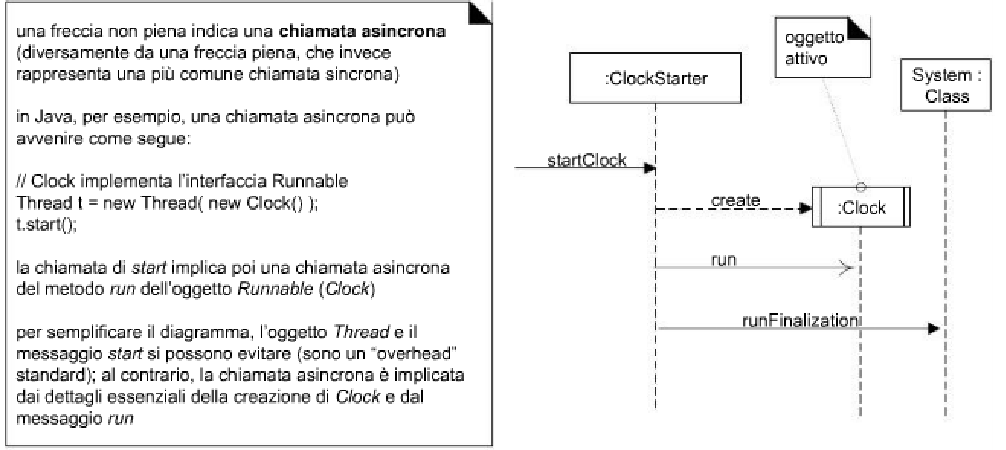 una freccia non piena indica una chiamata asincrona
(diversamente da una freccia piena, che invece
rappresenta una più comune chiamata sincrona)
in Java, per esempio, una chiamata asincrona può
avvenire come segue:
// Clock implementa l'interfaccia Runnable
Thread t = new Thread( new Clock() );
t.start();
la chiamata di start implica poi una chiamata asincrona
del metodo run dell'oggetto Runnable (Clock)
per semplificare il diagramma, l'oggetto Thread e il
messaggio start si possono evitare (sono un “overhead”
standard); al contrario, la chiamata asincrona è implicata
dai dettagli essenziali della creazione di Clock e dal
messaggio run
oggetto
attivo
:ClockStarter
System :
Class
startClock
create
:Clock
run
runFinalization